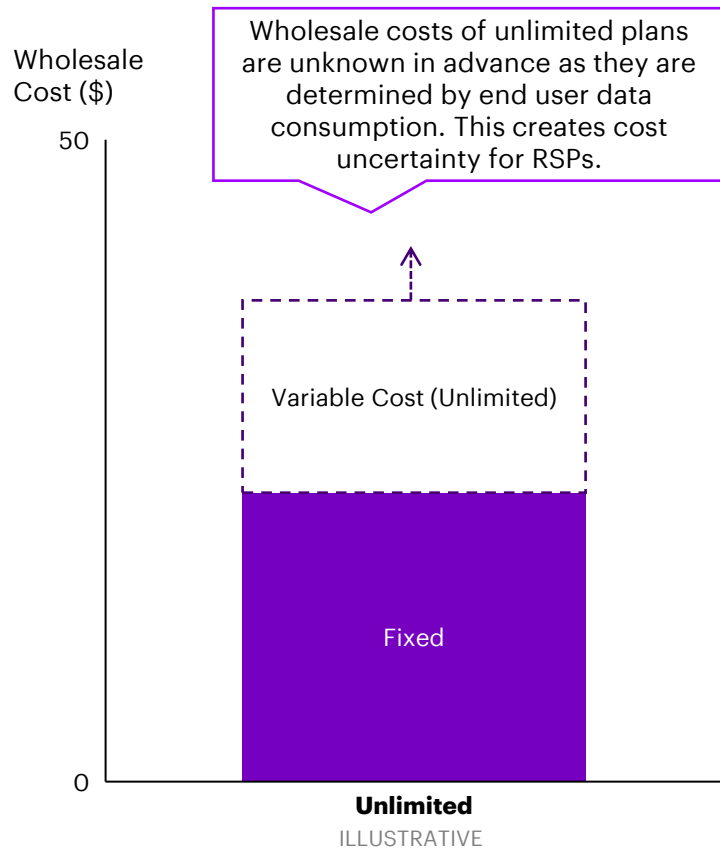 Wholesale costs of unlimited plans
are unknown in advance as they are
determined by end user data
consumption. This creates cost
uncertainty for RSPs.
Wholesale
Cost ($)
50
Variable Cost (Unlimited)
Fixed
0
Unlimited
ILLUSTRATIVE